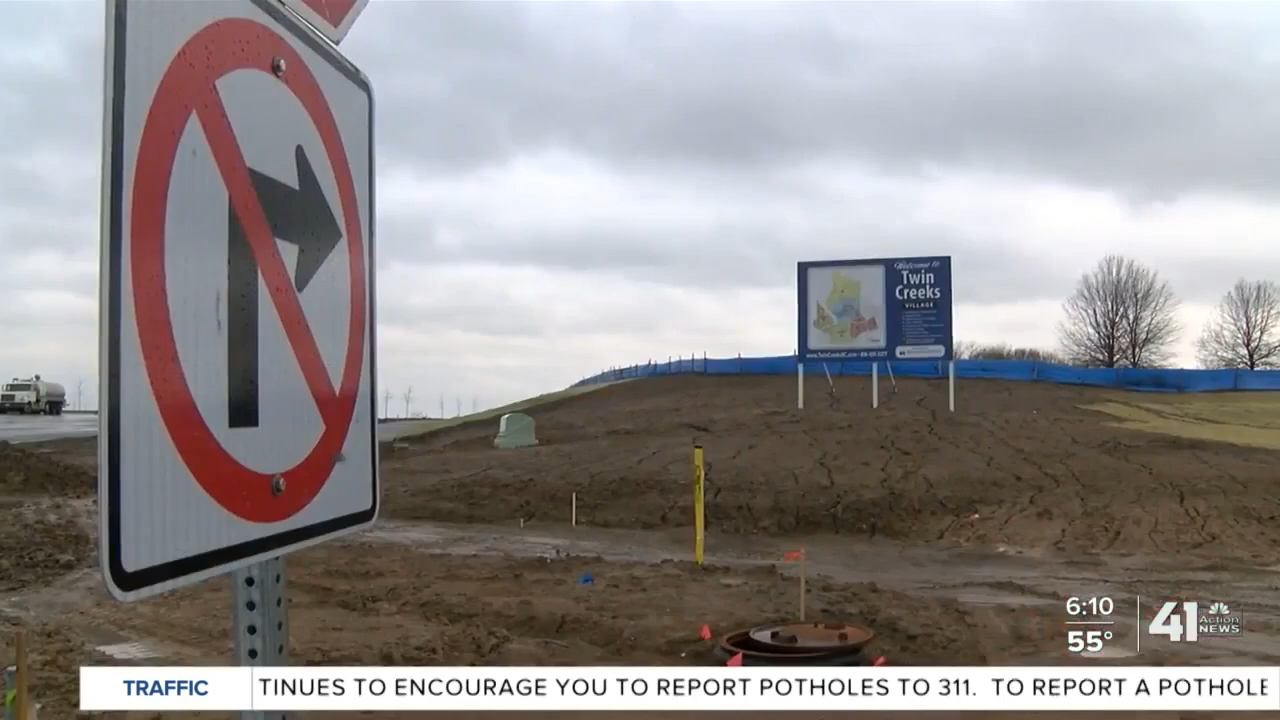 Welcome to
Twin
Creeks
VILLAGE
6:10
55°
41 Action NEWS
TRAFFIC
TINUES TO ENCOURAGE YOU TO REPORT POTHOLES TO 311. TO REPORT A POTHOLE